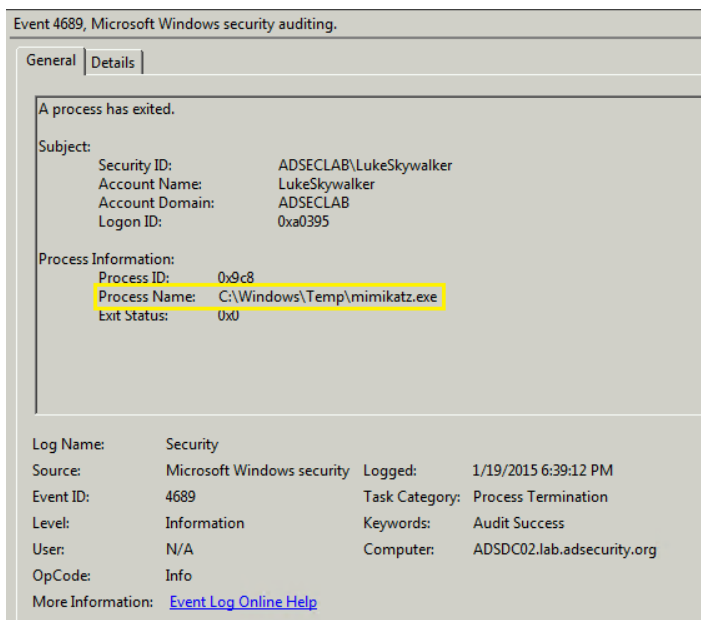 Event 4689, Microsoft Windows security auditing.
General Details
A process has exited.
Subject:
Security ID: ADSECLAB\LukeSkywalker
Account Name: LukeSkywalker
Account Domain: ADSECLAB
Logon ID: 0xa0395
Process Information:
Process ID: 0x9c8
Process Name: C:\Windows\Temp\mimikatz.exe
Exit Status: 0x0
Log Name: Security
Source: Microsoft Windows security Logged: 1/19/2015 6:39:12 PM
Event ID: 4689 Task Category: Process Termination
Level: Information Keywords: Audit Success
User: N/A Computer: ADSDC02.lab.adsecurity.org
OpCode: Info
More Information: Event Log Online Help